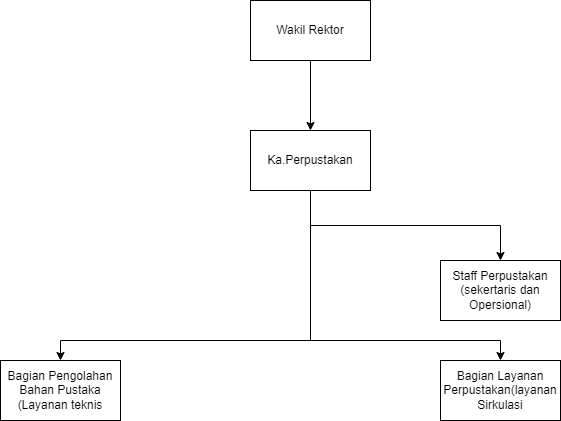 Wakil Rektor
Ka.Perpustakan
Staff Perpustakan
(sekertaris dan
Opersional)
Bagian Pengolahan
Bahan Pustaka
(Layanan teknis
Bagian Layanan
Perpustakan(layanan
Sirkulasi